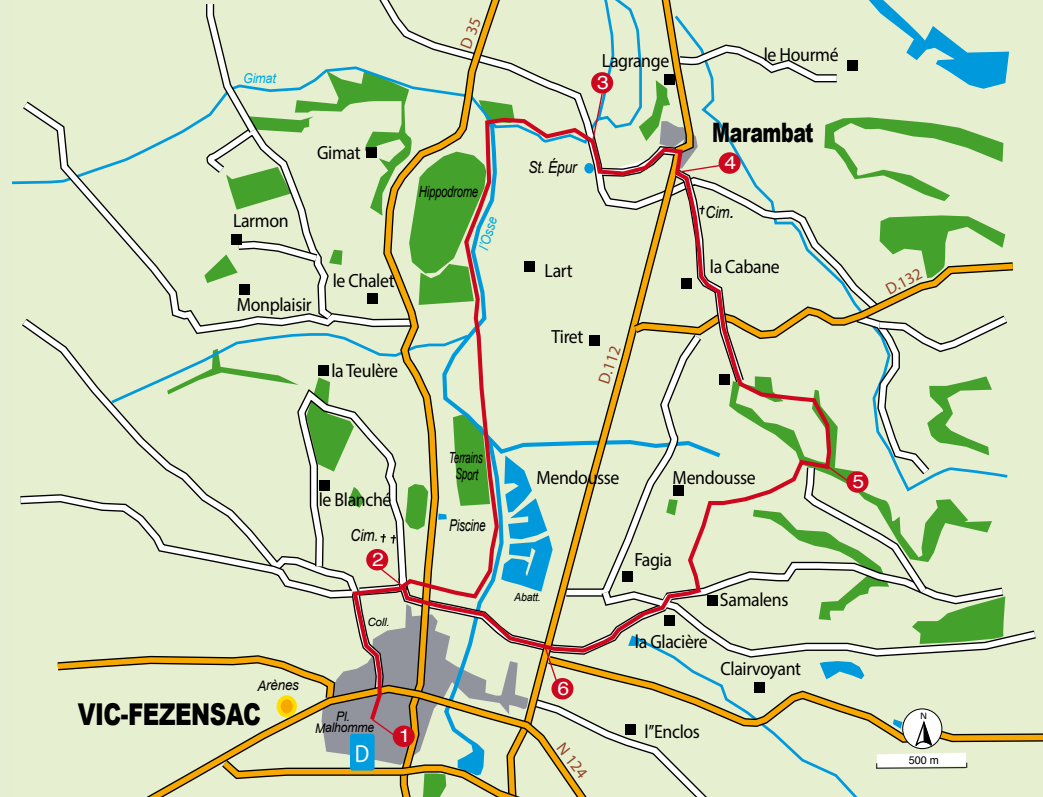 D 35
le Hourmé
Lagrange
Gimat
3
Marambat
Gimat
St. Épur
4
Hippodrome
†Cim.
Larmon
l'Osse
Lart
la Cabane
D.132
le Chalet
Monplaisir
Tiret
D.112
la Teulère
Terrains
Sport
Mendousse
Mendousse
5
le Blanché
Piscine
Cim. † †
2
Fagia
Abatt.
Samalens
Coll.
la Glacière
Clairvoyant
Arènes
6
VIC-FEZENSAC
Pl.
Malhomme
1
l''Enclos
N
D
N 124
500 m